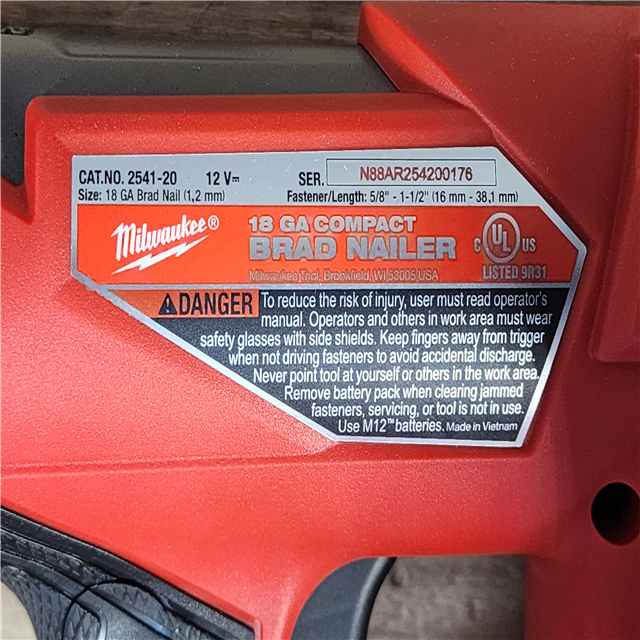 CAT.NO. 2541-20 12 V⎓ SER. N88AR254200176
Size: 18 GA Brad Nail (1,2 mm) Fastener/Length: 5/8" - 1-1/2" (16 mm - 38,1 mm)
Milwaukee®
18 GA COMPACT
BRAD NAILER
Milwaukee Tool, Brookfield, WI 53005 USA
C UL US
LISTED 9R31
DANGER To reduce the risk of injury, user must read operator's
manual. Operators and others in work area must wear
safety glasses with side shields. Keep fingers away from trigger
when not driving fasteners to avoid accidental discharge.
Never point tool at yourself or others in the work area.
Remove battery pack when clearing jammed
fasteners, servicing, or tool is not in use.
Use M12™ batteries. Made in Vietnam